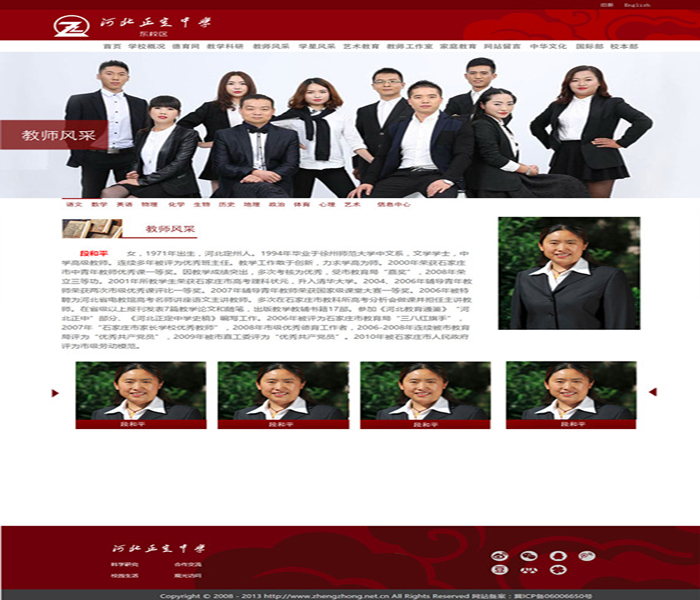 旧版 English
河北正定中学
东校区
首页 学校概况 德育网 教学科研 教师风采 学星风采 艺术教育 教师工作室 家庭教育 网站留言 中华文化 国际部 校本部
教师风采
语文 数学 英语 物理 化学 生物 历史 地理 政治 体育 心理 艺术 信息中心
教师风采
段和平 女，1971年出生，河北定州人。1994年毕业于徐州师范大学中文系，文学学士，中
学高级教师。连续多年被评为优秀班主任。教学工作敢于创新，力求学高为师。2000年荣获石家庄
市中青年教师优秀课一等奖。因教学成绩突出，多次考核为优秀，受市教育局“嘉奖”，2008年荣
立三等功。2001年所教学生荣获石家庄市高考理科状元，升入清华大学。2004、2006年辅导青年教
师荣获两次市级优秀课评比一等奖。2007年辅导青年教师荣获国家级课堂大赛一等奖。2006年被特
聘为河北省电教馆高考名师讲座语文主讲教师。多次在石家庄市教科所高考分析会做课并担任主讲教
师。在省级以上报刊发表7篇教学论文和随笔，出版教学教辅书籍17部。参加《河北教育通鉴》“河
北正中”部分、《河北正定中学史稿》编写工作。2006年被评为石家庄市教育局“三八红旗手”，
2007年“石家庄市家长学校优秀教师”，2008年市级优秀德育工作者，2006-2008年连续被市教育
局评为“优秀共产党员”，2009年被市直工委评为“优秀共产党员”。2010年被石家庄市人民政府
评为市级劳动模范。
段和平 段和平 段和平 段和平
河北正定中学
科学研究 合作交流
校园生活 观光访问
Copyright © 2008 - 2013 http://www.zhengzhong.net.cn All Rights Reserved 网站备案：冀ICP备06006650号